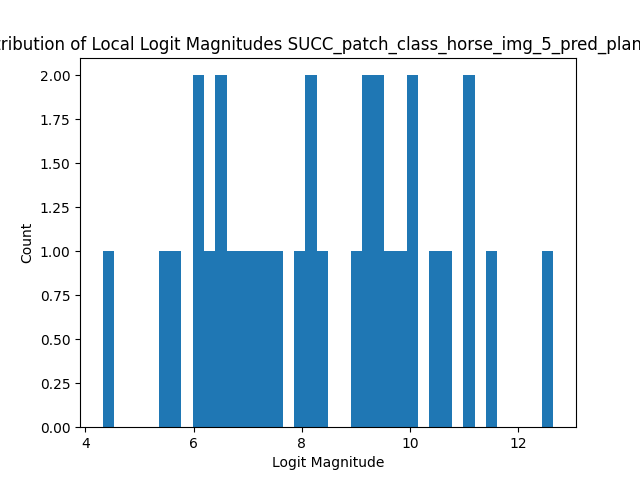 tribution of Local Logit Magnitudes SUCC_patch_class_horse_img_5_pred_plan
2.00
1.75
1.50
1.25
1.00
0.75
0.50
0.25
0.00
Count
4 6 8 10 12
Logit Magnitude